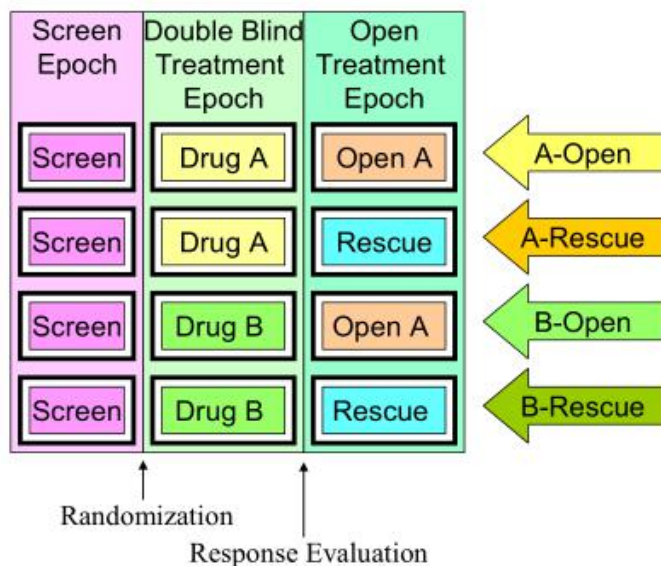 Screen Epoch
Double Blind Treatment Epoch
Open Treatment Epoch
Screen
Drug A
Open A
A-Open
Screen
Drug A
Rescue
A-Rescue
Screen
Drug B
Open A
B-Open
Screen
Drug B
Rescue
B-Rescue
Randomization
Response Evaluation